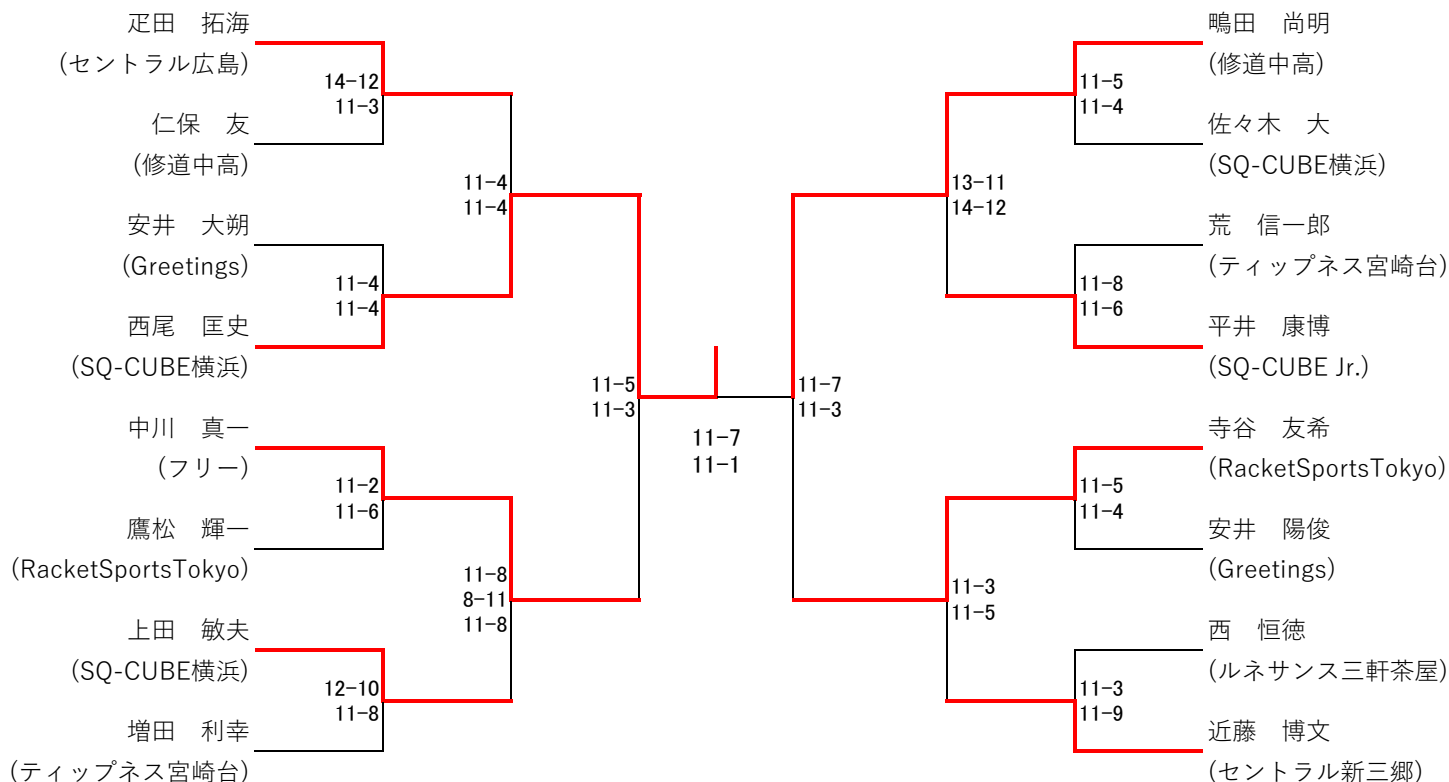 疋田　拓海
(セントラル広島)
14-12
11-3
仁保　友
(修道中高)
11-4
11-4
安井　大朔
(Greetings)
11-4
11-4
西尾　匡史
(SQ-CUBE横浜)
11-5
11-3
中川　真一
(フリー)
11-2
11-6
鷹松　輝一
(RacketSportsTokyo)
11-8
8-11
11-8
上田　敏夫
(SQ-CUBE横浜)
12-10
11-8
増田　利幸
(ティップネス宮崎台)
11-7
11-1
鴫田　尚明
(修道中高)
11-5
11-4
佐々木　大
(SQ-CUBE横浜)
13-11
14-12
荒　信一郎
(ティップネス宮崎台)
11-8
11-6
平井　康博
(SQ-CUBE Jr.)
11-7
11-3
寺谷　友希
(RacketSportsTokyo)
11-5
11-4
安井　陽俊
(Greetings)
11-3
11-5
西　恒徳
(ルネサンス三軒茶屋)
11-3
11-9
近藤　博文
(セントラル新三郷)